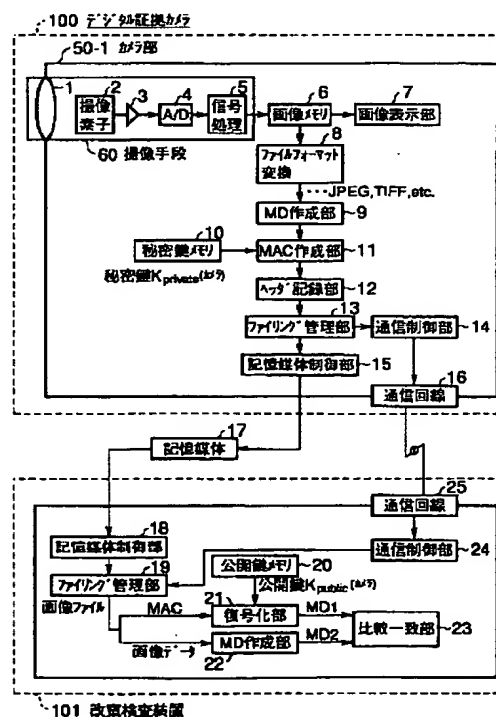 100 デジタル証拠カメラ
50-1 カメラ部
1
2
3
4
5
6
7
撮像素子
A/D
信号処理
画像メモリ
画像表示部
60 撮像手段
8
ファイルフォーマット変換
・・・JPEG,TIFF,etc.
MD作成部 9
10
秘密鍵メモリ
MAC作成部 11
秘密鍵Kprivate(カメラ)
ヘッダ記録部 12
13
ファイリング管理部
通信制御部 14
記憶媒体制御部 15
通信回線 16
17
記憶媒体
25
通信回線
18
記憶媒体制御部
通信制御部 24
19
ファイリング管理部
公開鍵メモリ 20
画像ファイル
公開鍵Kpublic(カメラ)
MAC
21
復号化部
MD1
比較一致部 23
画像データ
MD作成部
MD2
22
101 改竄検査装置